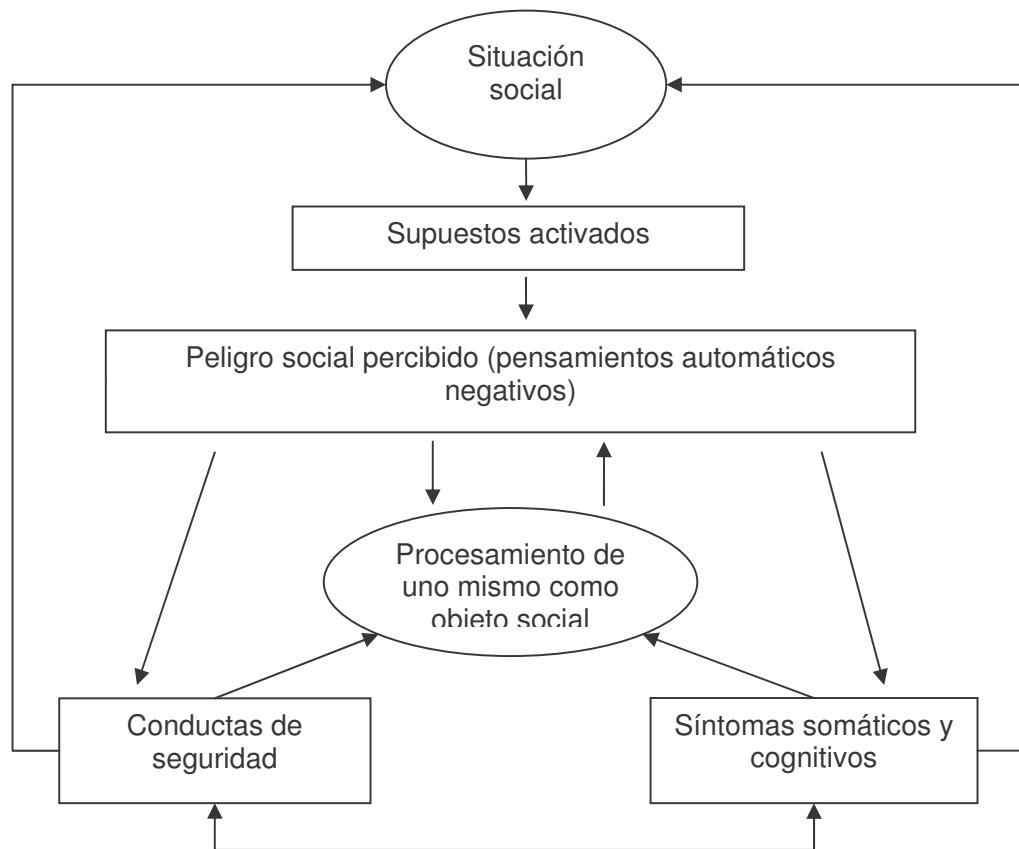 Situación
social
Supuestos activados
Peligro social percibido (pensamientos automáticos
negativos)
Procesamiento de
uno mismo como
objeto social
Conductas de
seguridad
Síntomas somáticos y
cognitivos